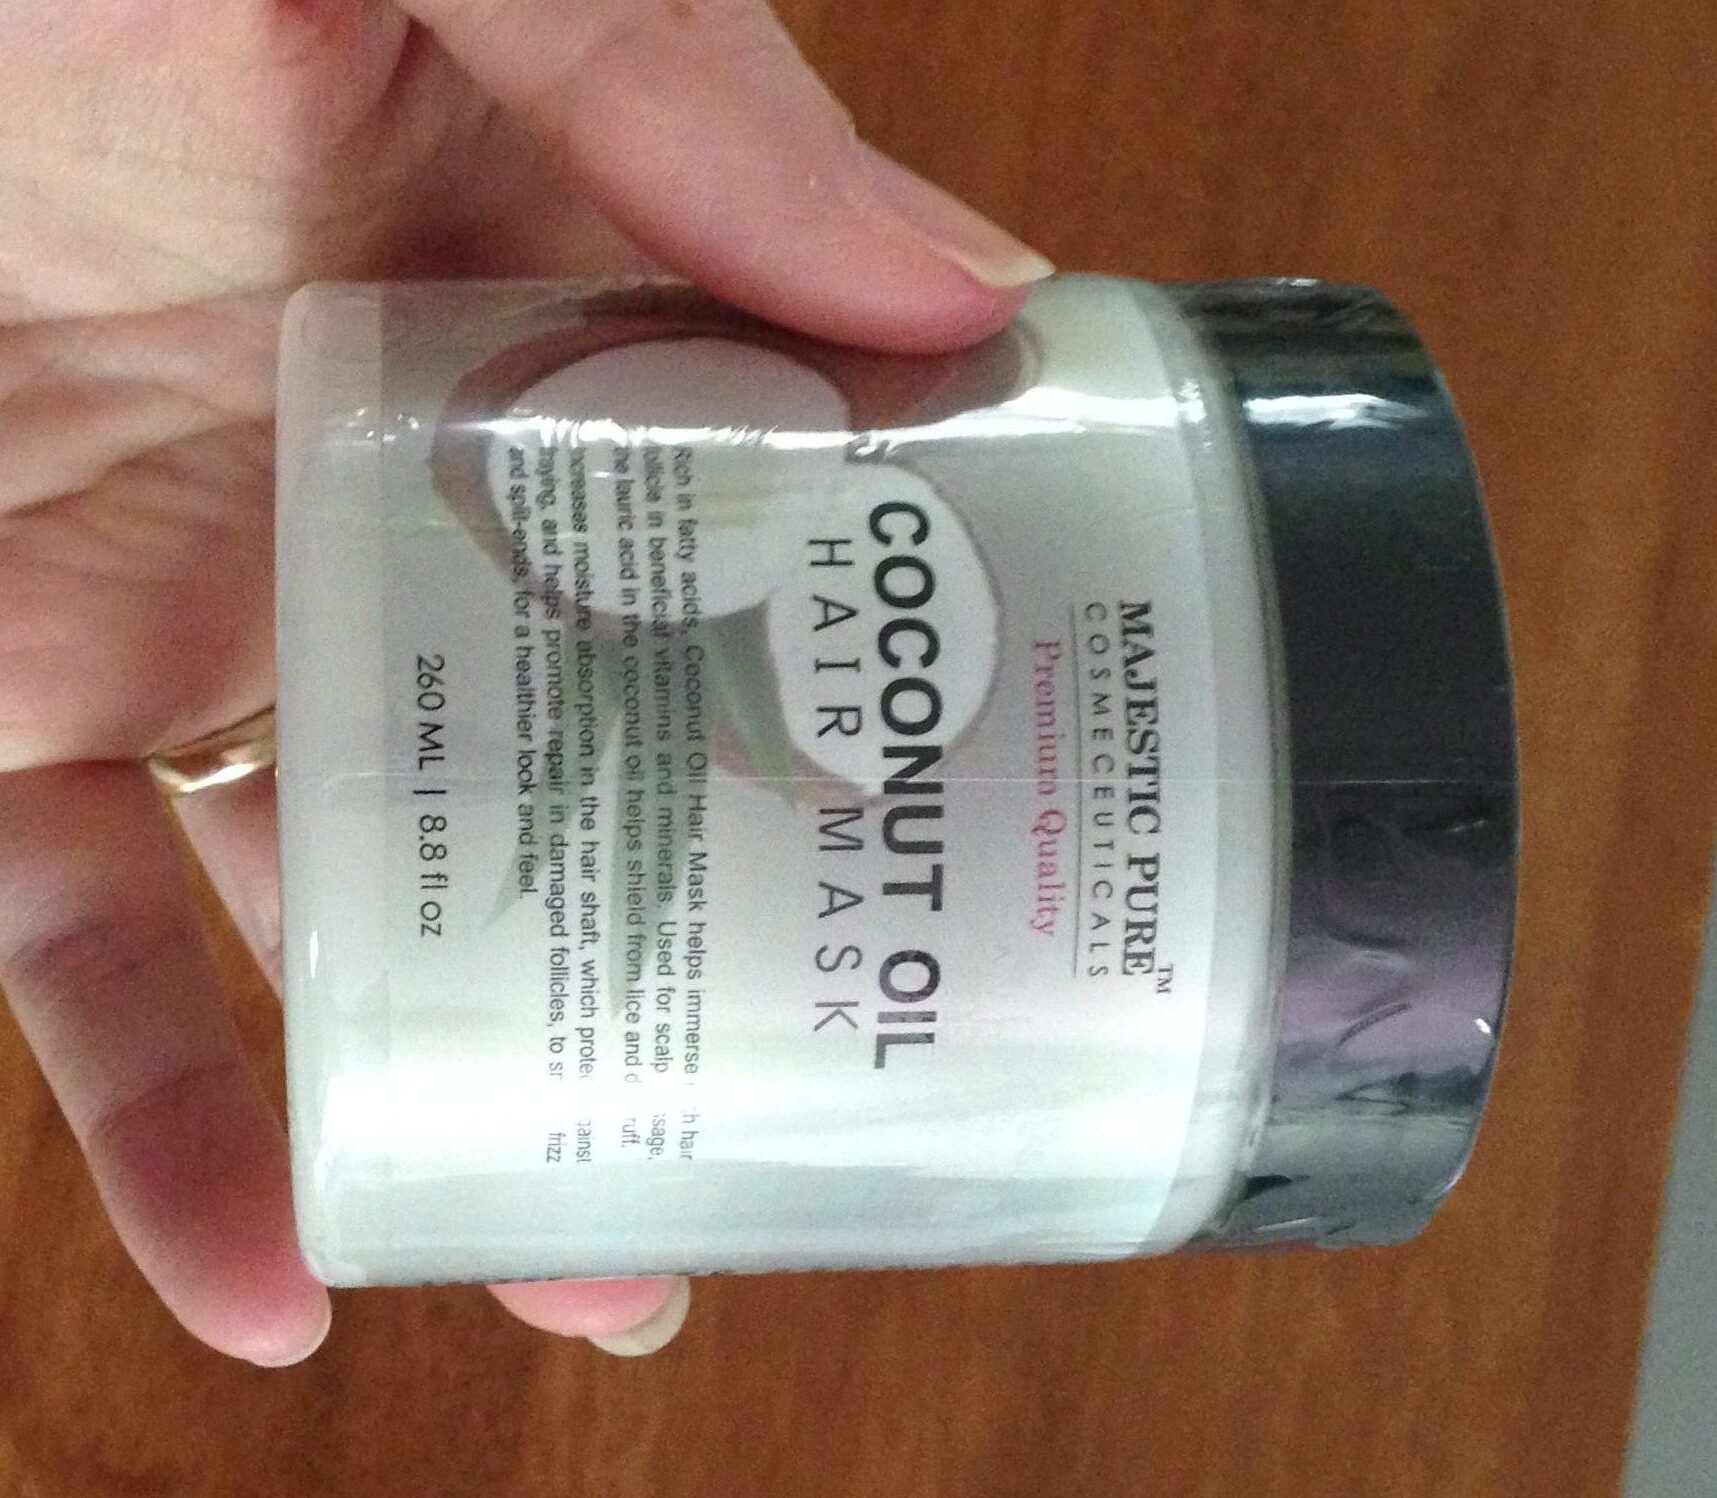 MAJESTIC PURE™
COSMECEUTICALS
Premium Quality
COCONUT OIL
HAIR MASK
Rich in fatty acids, Coconut Oil Hair Mask helps immerse hair
follicle in beneficial vitamins and minerals. Used for scalp
the lauric acid in the coconut oil helps shield from lice and
increases moisture absorption in the hair shaft, which
and helps promote repair in damaged follicles, to frizz
and split-ends, for a healthier look and feel.
260 ML | 8.8 fl oz